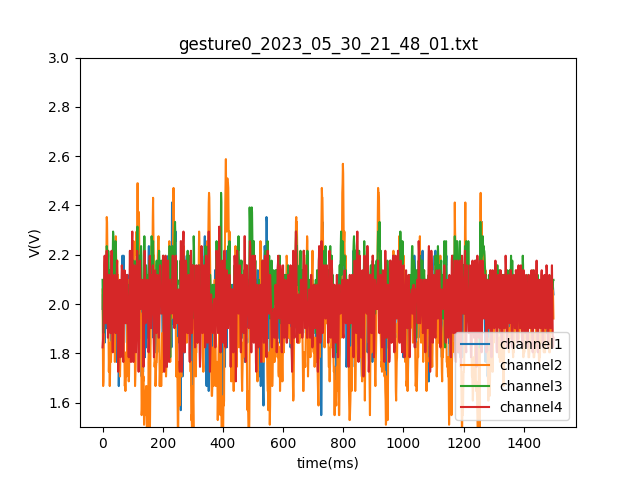 gesture0_2023_05_30_21_48_01.txt
3.0
2.8
2.6
2.4
2.2
2.0
1.8
1.6
V(V)
channel1
channel2
channel3
channel4
0 200 400 600 800 1000 1200 1400
time(ms)